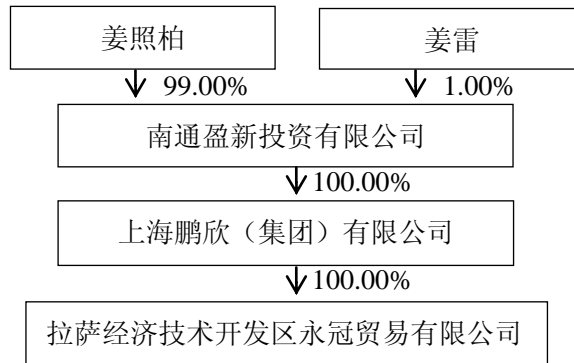 姜照柏
姜雷
99.00%
1.00%
南通盈新投资有限公司
100.00%
上海鹏欣（集团）有限公司
100.00%
拉萨经济技术开发区永冠贸易有限公司